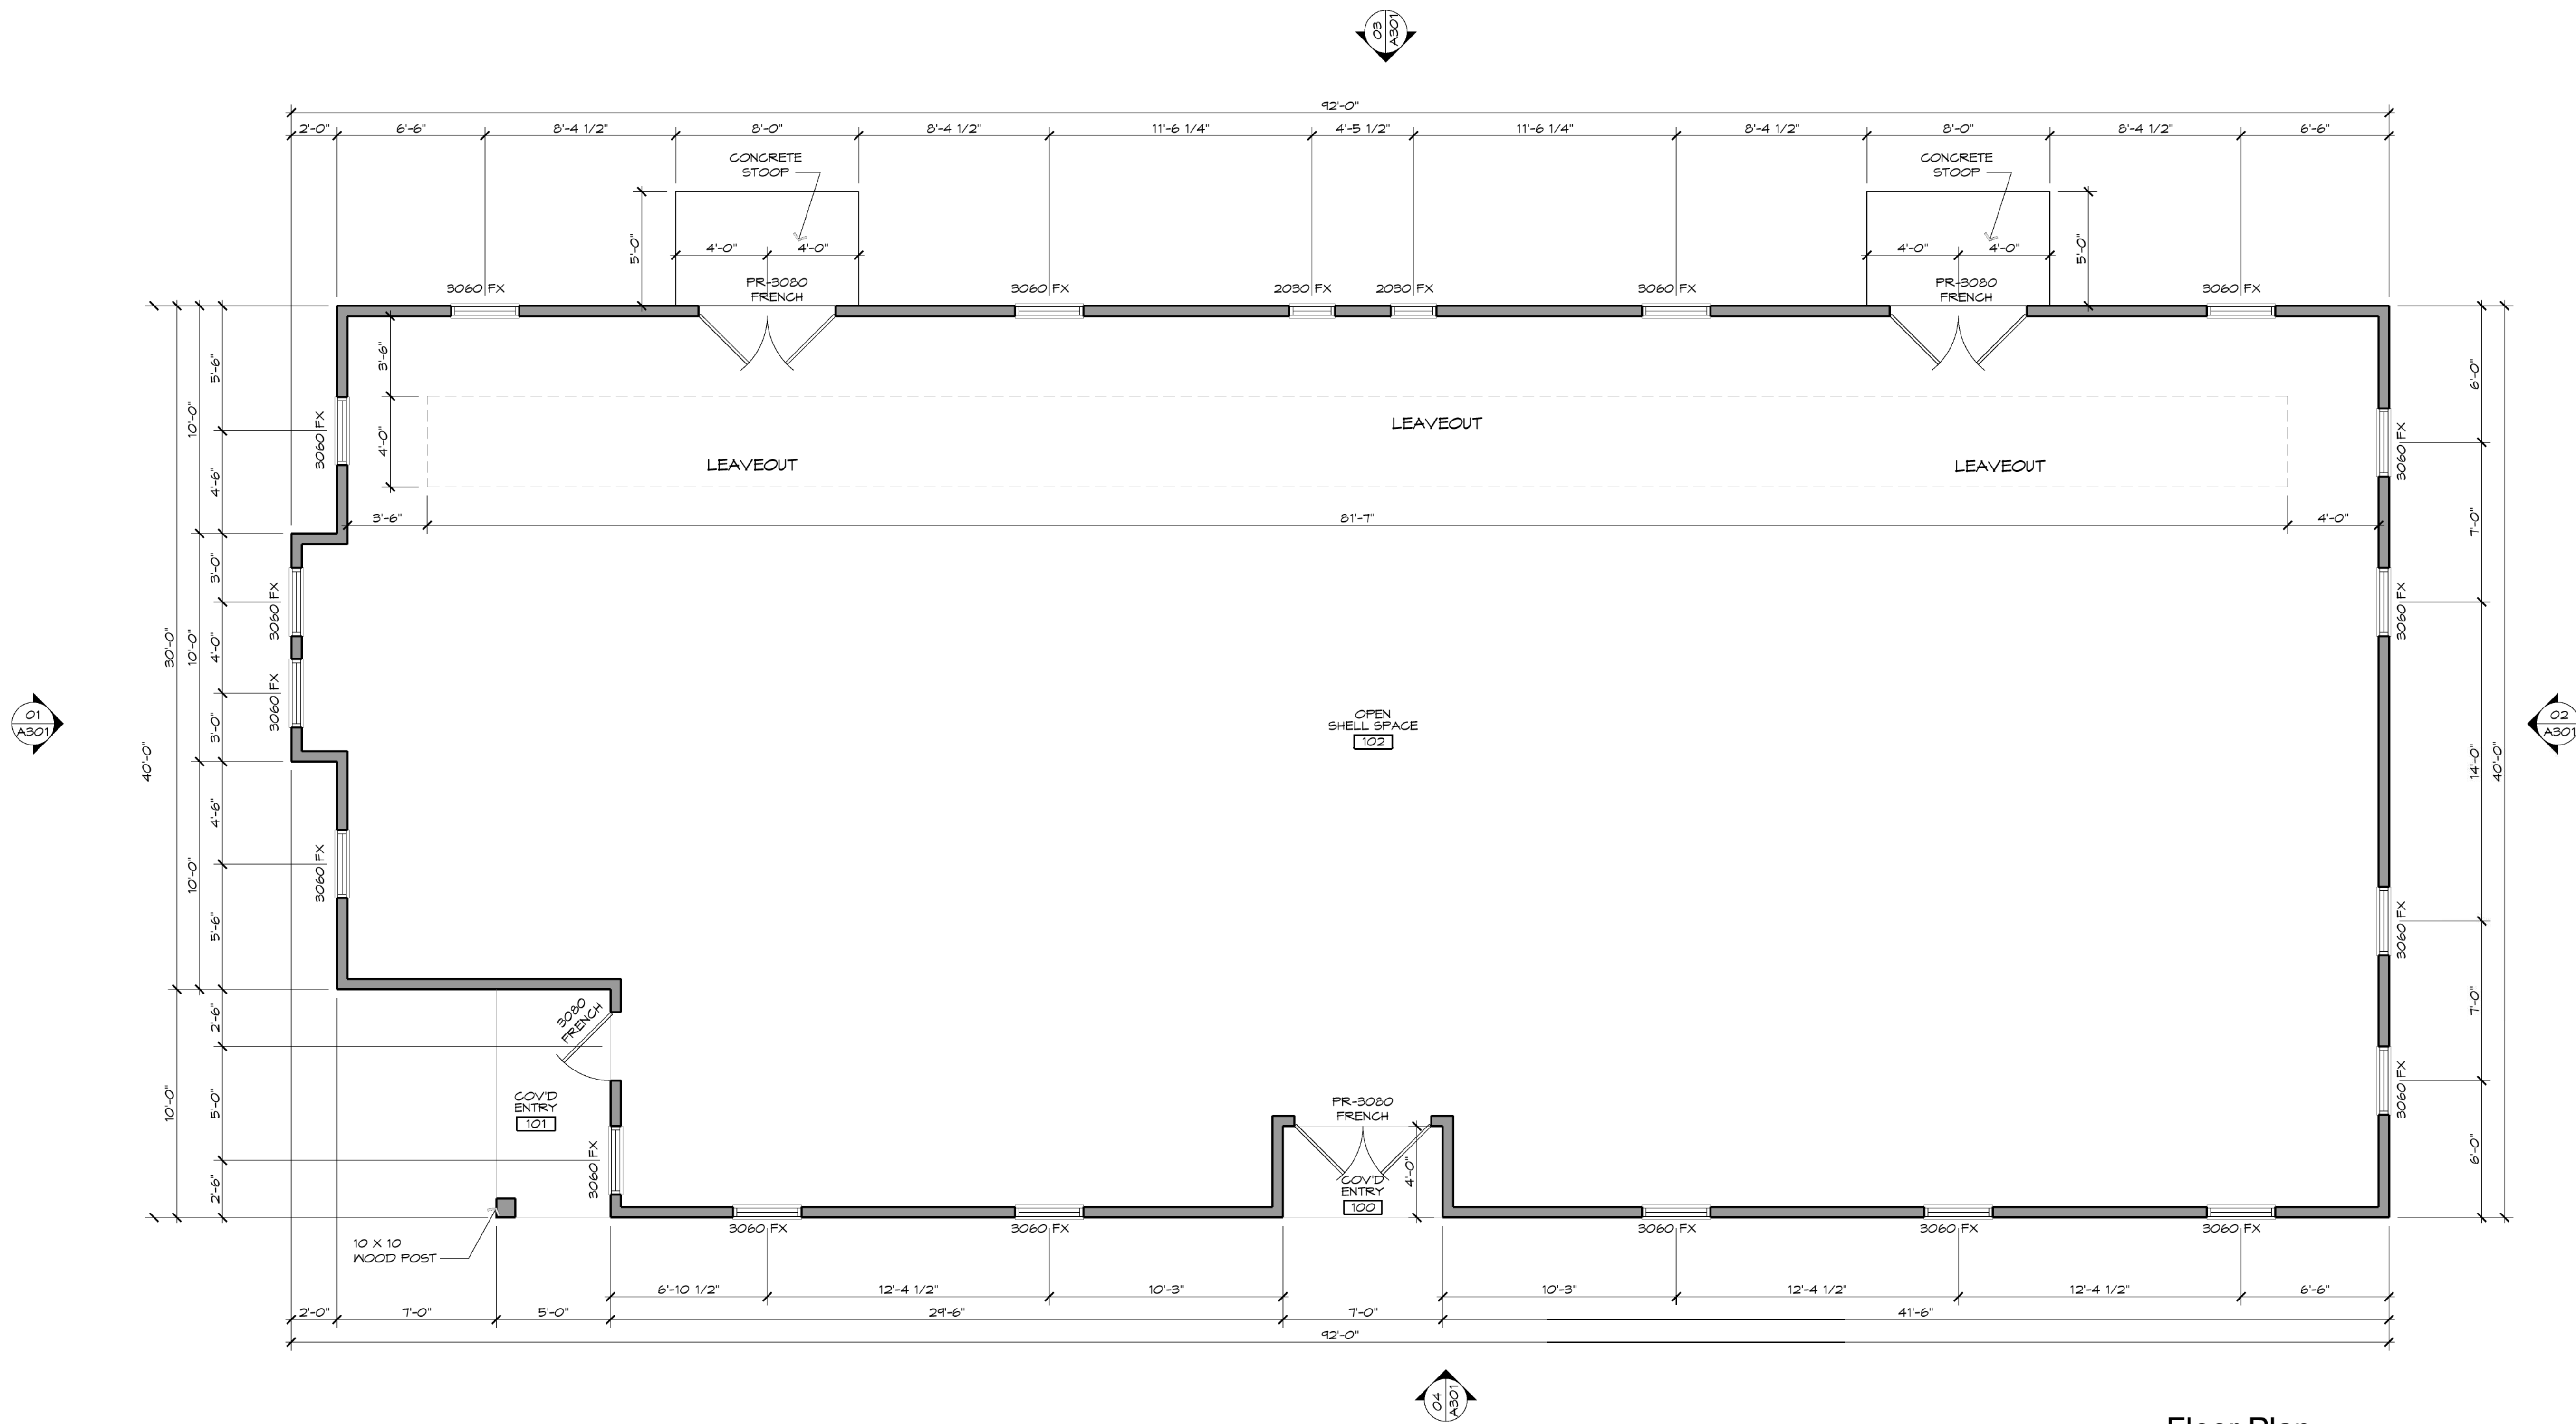 03
A301
92'-0"
2'-0"
6'-6"
8'-4 1/2"
8'-0"
8'-4 1/2"
11'-6 1/4"
4'-5 1/2"
11'-6 1/4"
8'-4 1/2"
8'-0"
8'-4 1/2"
6'-6"
CONCRETE
STOOP
CONCRETE
STOOP
5'-0"
4'-0"
4'-0"
4'-0"
4'-0"
5'-0"
3060 FX
PR-3080
FRENCH
3060 FX
2030 FX
2030 FX
3060 FX
PR-3080
FRENCH
3060 FX
5'-6"
3'-6"
6'-0"
10'-0"
3060 FX
4'-0"
LEAVEOUT
LEAVEOUT
LEAVEOUT
3060 FX
4'-6"
3'-6"
81'-7"
4'-0"
7'-0"
3'-0"
3060 FX
3060 FX
30'-0"
10'-0"
4'-0"
3060 FX
3'-0"
01
A301
40'-0"
OPEN
SHELL SPACE
102
14'-0"
40'-0"
02
A301
4'-6"
10'-0"
3060 FX
5'-6"
3060 FX
2'-6"
3080
FRENCH
7'-0"
10'-0"
5'-0"
COV'D
ENTRY
101
PR-3080
FRENCH
3060 FX
2'-6"
3060 FX
4'-0"
COV'D
ENTRY
100
6'-0"
3060 FX
3060 FX
3060 FX
3060 FX
3060 FX
10 X 10
WOOD POST
6'-10 1/2"
12'-4 1/2"
10'-3"
10'-3"
12'-4 1/2"
12'-4 1/2"
6'-6"
2'-0"
7'-0"
5'-0"
29'-6"
7'-0"
41'-6"
92'-0"
04
A301
Floor Plan